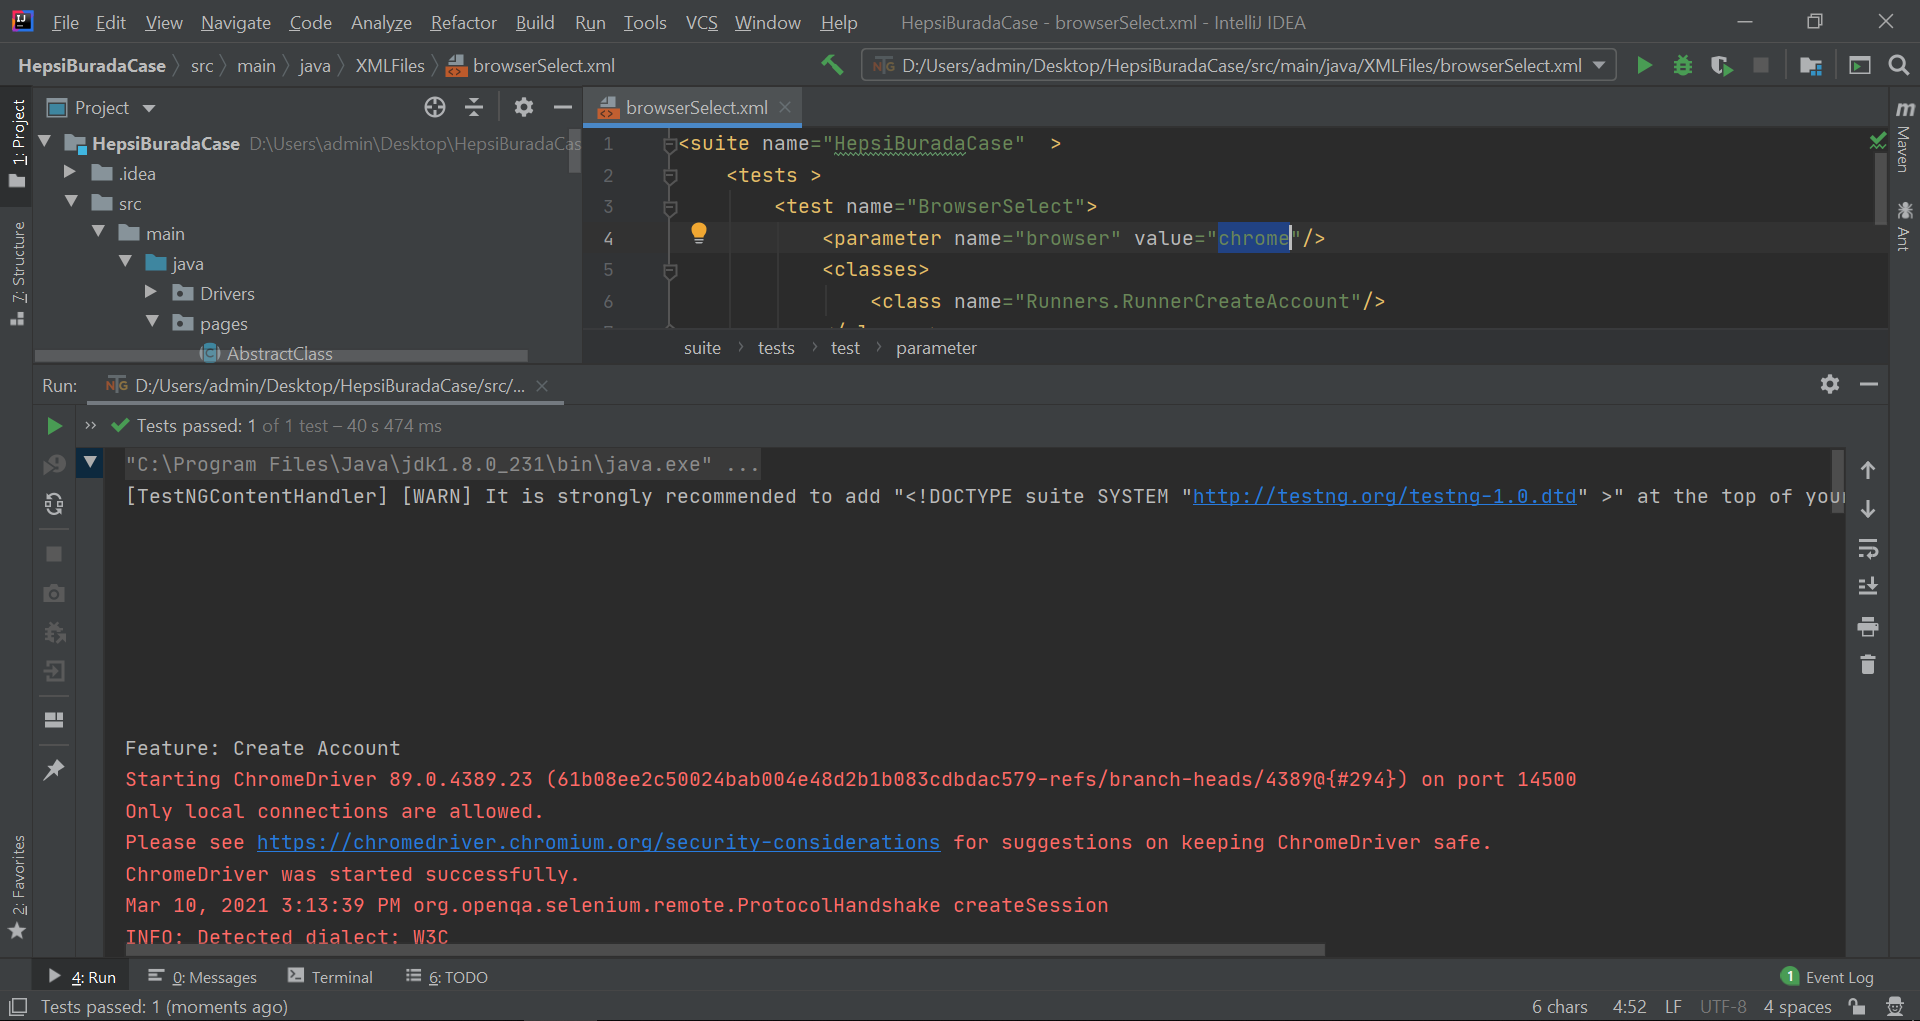 File Edit View Navigate Code Analyze Refactor Build Run Tools VCS Window Help HepsiBuradaCase - browserSelect.xml - IntelliJ IDEA
HepsiBuradaCase src main java XMLFiles browserSelect.xml D:/Users/admin/Desktop/HepsiBuradaCase/src/main/java/XMLFiles/browserSelect.xml
1: Project
7: Structure
2: Favorites
Project
HepsiBuradaCase D:\Users\admin\Desktop\HepsiBuradaCas
.idea
src
main
java
Drivers
pages
AbstractClass
browserSelect.xml
1 <suite name="HepsiBuradaCase" >
2 <tests >
3 <test name="BrowserSelect">
4 <parameter name="browser" value="chrome"/>
5 <classes>
6 <class name="Runners.RunnerCreateAccount"/>
suite tests test parameter
Maven
Ant
Run: D:/Users/admin/Desktop/HepsiBuradaCase/src/...
Tests passed: 1 of 1 test – 40 s 474 ms
"C:\Program Files\Java\jdk1.8.0_231\bin\java.exe" ...
[TestNGContentHandler] [WARN] It is strongly recommended to add "<!DOCTYPE suite SYSTEM "http://testng.org/testng-1.0.dtd" >" at the top of your
Feature: Create Account
Starting ChromeDriver 89.0.4389.23 (61b08ee2c50024bab004e48d2b1b083cdbdac579-refs/branch-heads/4389@{#294}) on port 14500
Only local connections are allowed.
Please see https://chromedriver.chromium.org/security-considerations for suggestions on keeping ChromeDriver safe.
ChromeDriver was started successfully.
Mar 10, 2021 3:13:39 PM org.openqa.selenium.remote.ProtocolHandshake createSession
INFO: Detected dialect: W3C
4: Run 0: Messages Terminal 6: TODO 1 Event Log
Tests passed: 1 (moments ago) 6 chars 4:52 LF UTF-8 4 spaces